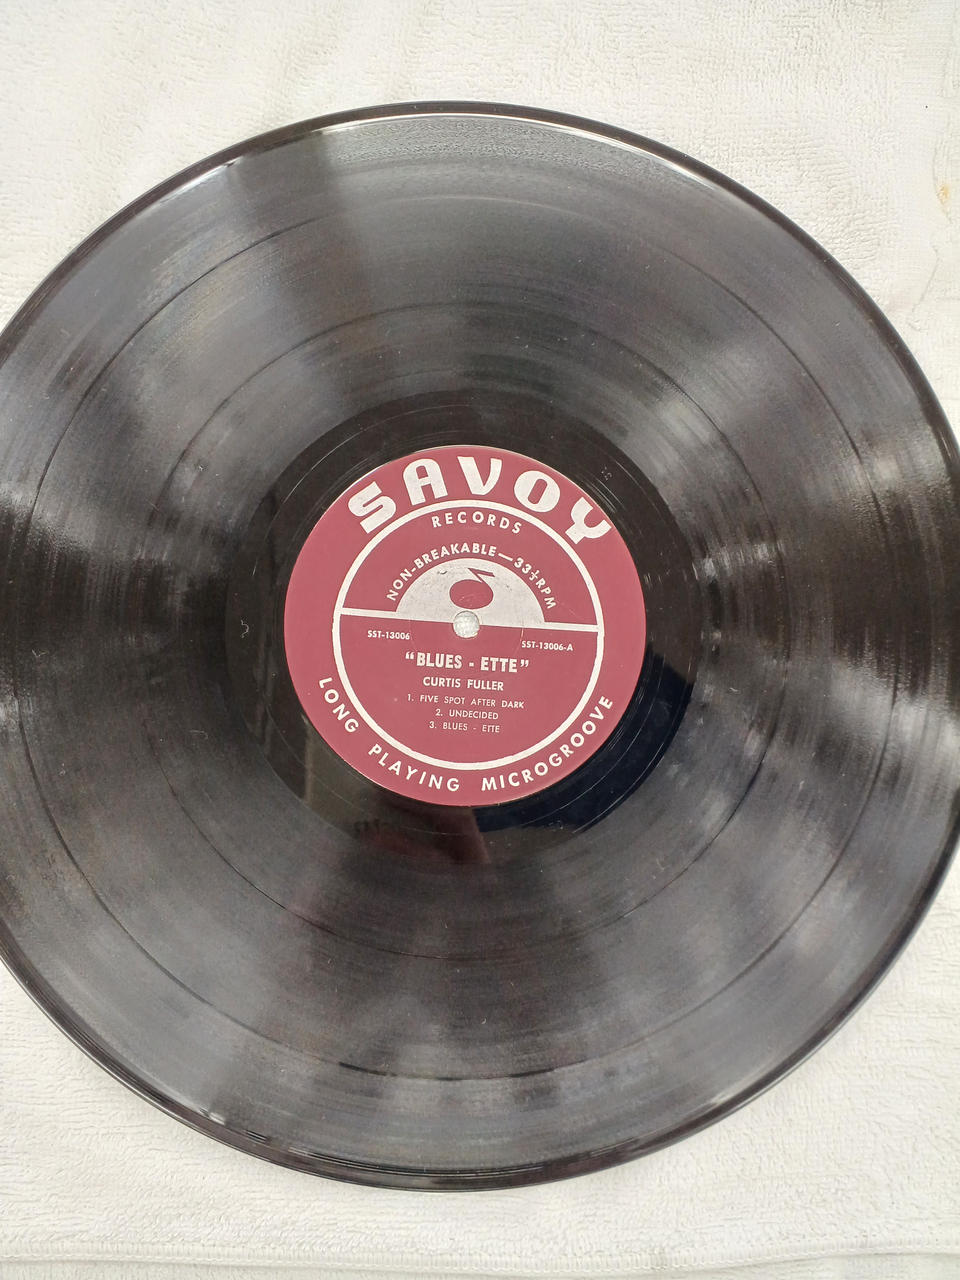 SAVOY
RECORDS
NON-BREAKABLE—33⅓RPM
SST-13006
SST-13006-A
“BLUES - ETTE”
CURTIS FULLER
1. FIVE SPOT AFTER DARK
2. UNDECIDED
3. BLUES - ETTE
LONG PLAYING MICROGROOVE